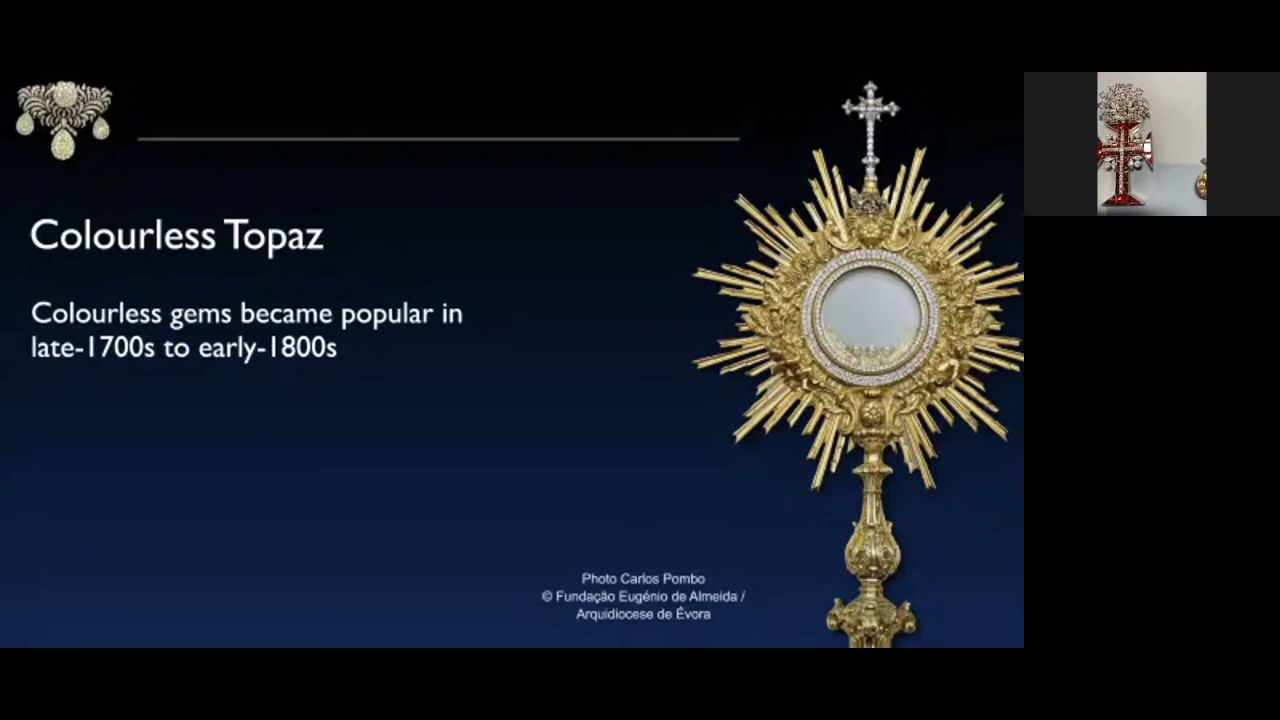 Colourless Topaz
Colourless gems became popular in
late-1700s to early-1800s
Photo Carlos Pombo
© Fundação Eugénio de Almeida /
Arquidiocese de Évora